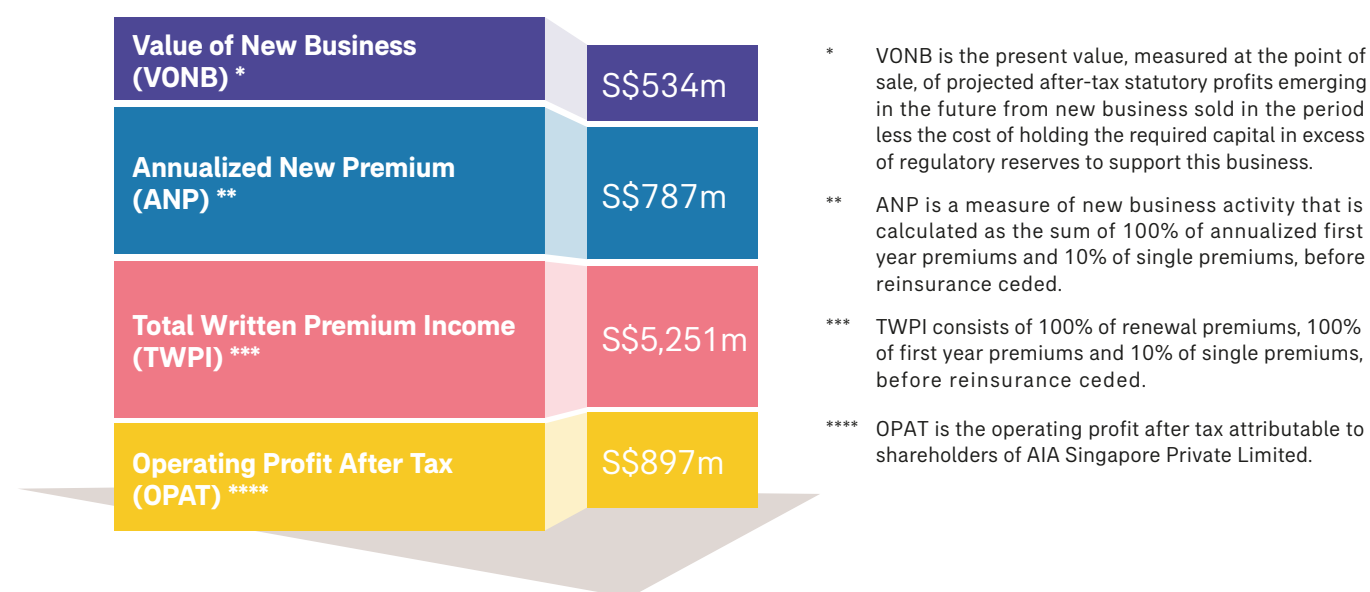 Value of New Business
(VONB) *
S$534m
Annualized New Premium
(ANP) **
S$787m
Total Written Premium Income
(TWPI) ***
S$5,251m
Operating Profit After Tax
(OPAT) ****
S$897m
* VONB is the present value, measured at the point of
sale, of projected after-tax statutory profits emerging
in the future from new business sold in the period
less the cost of holding the required capital in excess
of regulatory reserves to support this business.
** ANP is a measure of new business activity that is
calculated as the sum of 100% of annualized first
year premiums and 10% of single premiums, before
reinsurance ceded.
*** TWPI consists of 100% of renewal premiums, 100%
of first year premiums and 10% of single premiums,
before reinsurance ceded.
**** OPAT is the operating profit after tax attributable to
shareholders of AIA Singapore Private Limited.